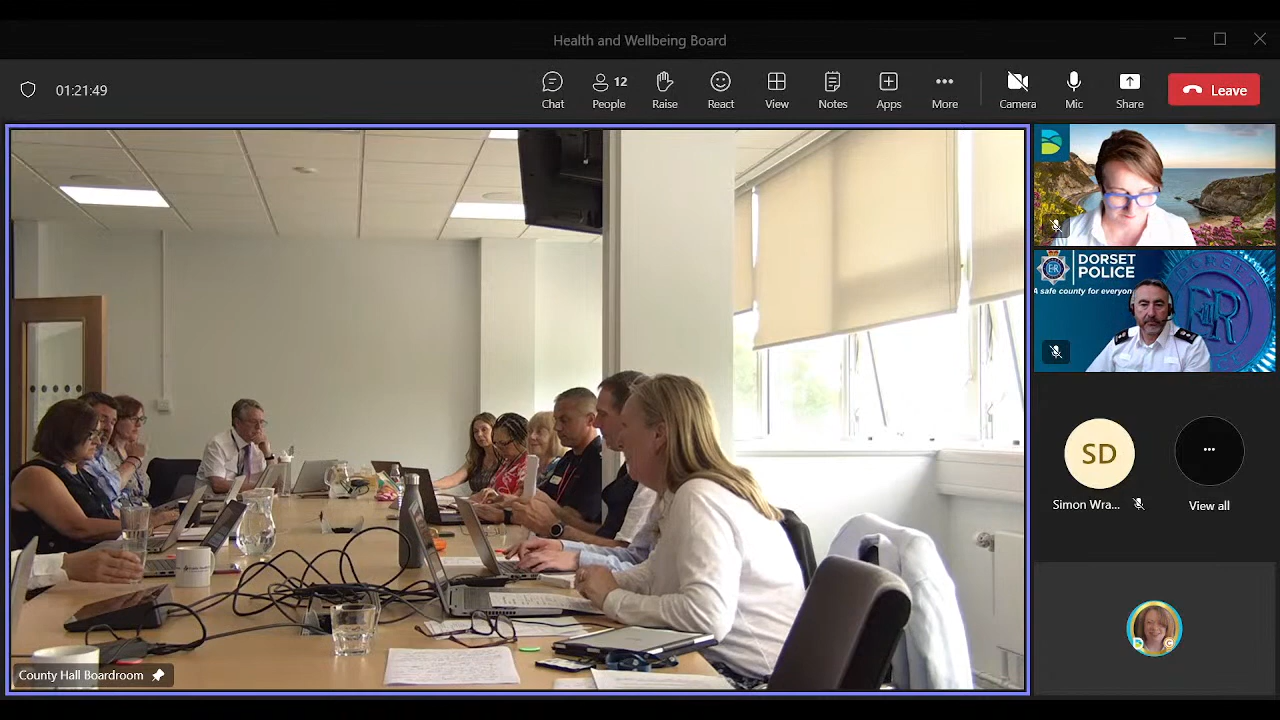 Health and Wellbeing Board
01:21:49
12
Chat
People
Raise
React
View
Notes
Apps
More
Camera
Mic
Share
Leave
DORSET
POLICE
A safe county for everyone
ER
SD
Simon Wra...
View all
County Hall Boardroom